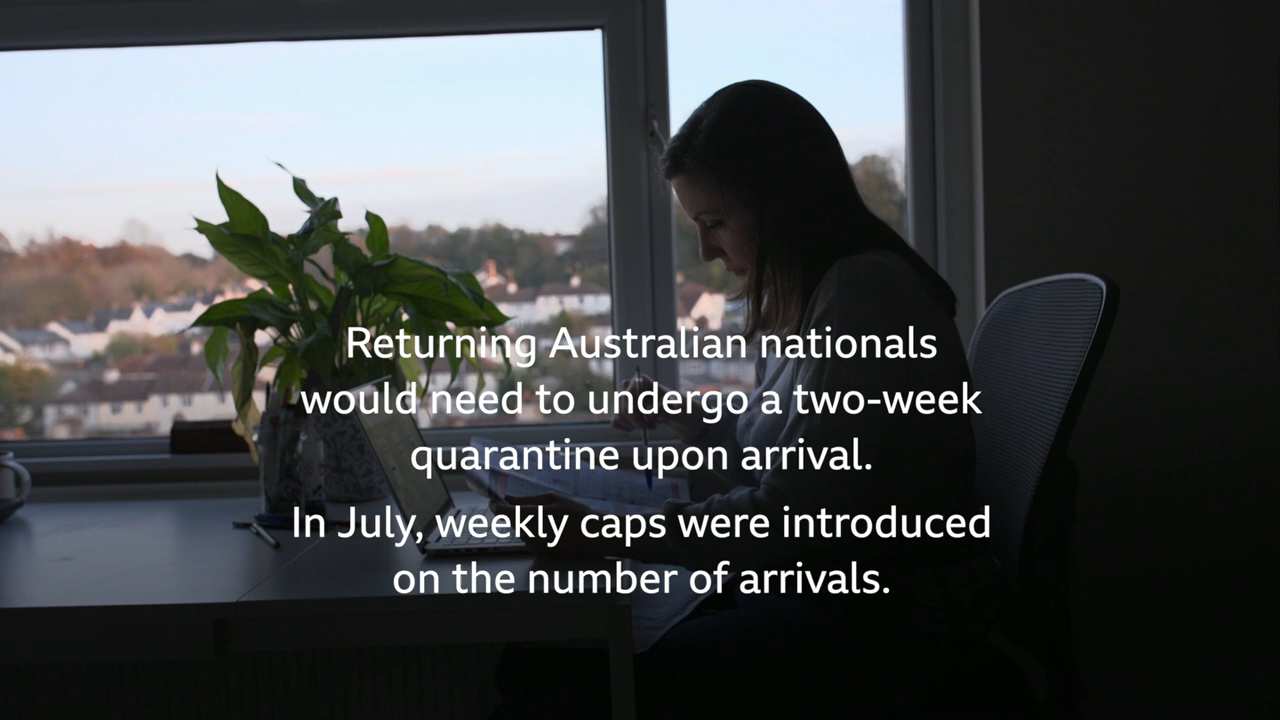 Returning Australian nationals
would need to undergo a two-week
quarantine upon arrival.
In July, weekly caps were introduced
on the number of arrivals.